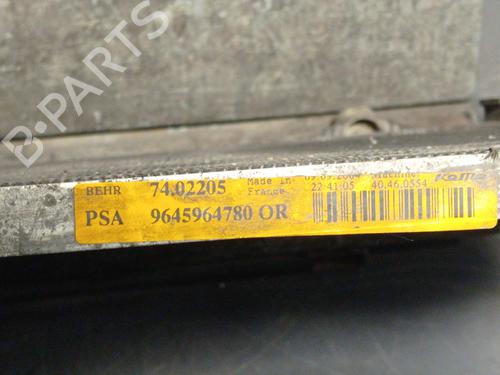 B-PARTS
BEHR 74.02205 Made in France
22:41:05 40.46.0554
PSA 9645964780 OR